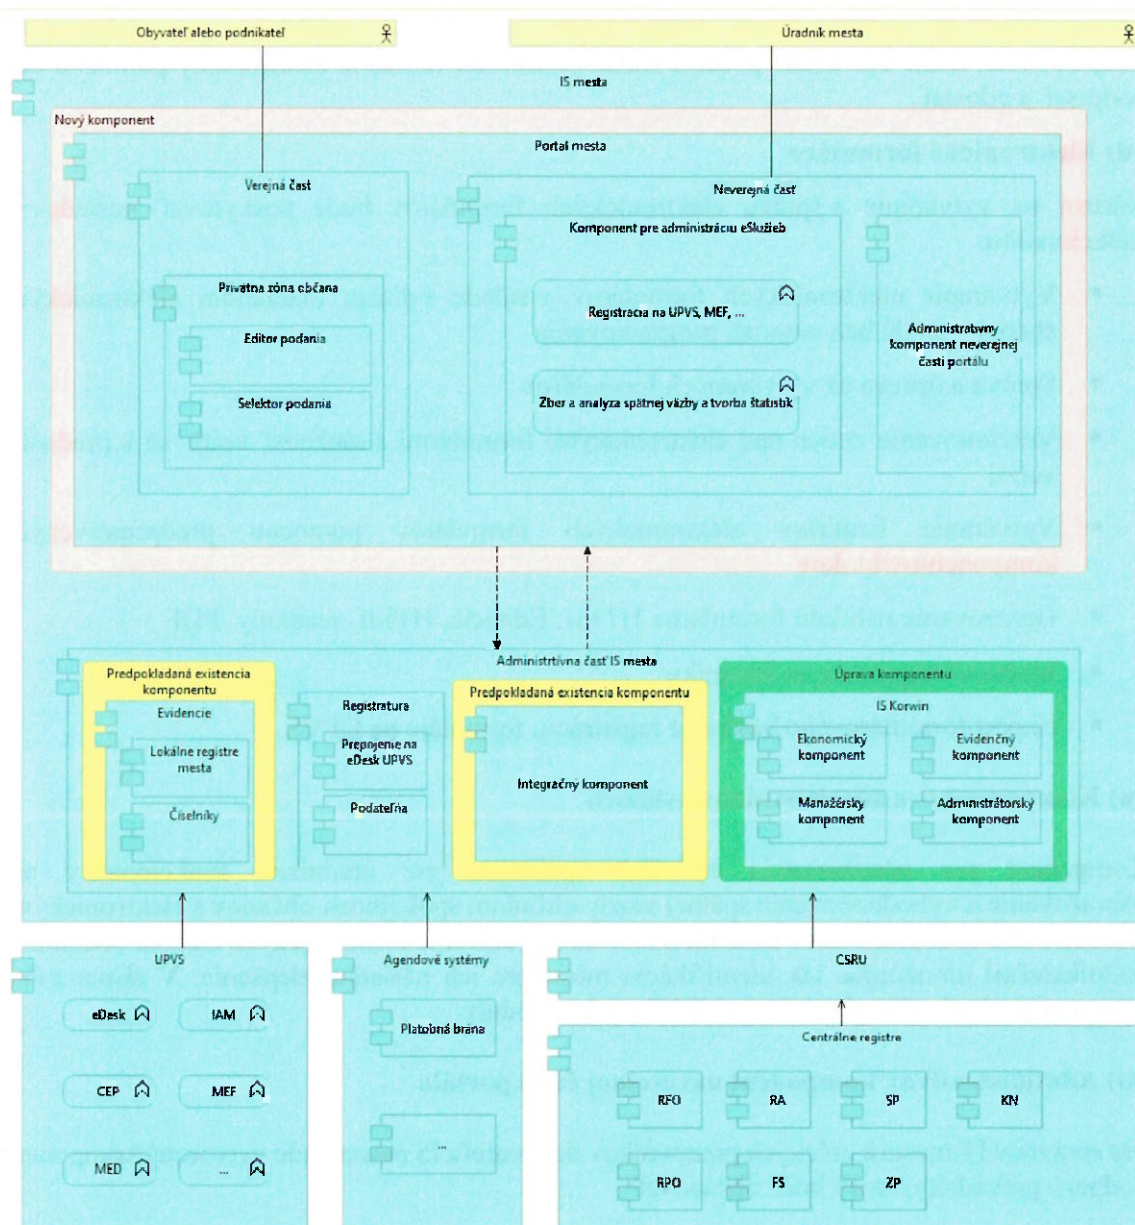 Obyvateľ alebo podnikateľ
Úradník mesta
IS mesta
Nový komponent
Portal mesta
Verejná časť
Neverejná časť
Komponent pre administráciu eSlužieb
Privátna zóna občana
Editor podania
Selektor podania
Registrácia na UPVS, MEF, ...
Zber a analyza spätnej väzby a tvorba štatistík
Administratívny
komponent neverejnej
časti portálu
Administrtívna časť IS mesta
Predpokladaná existencia
komponentu
Evidencie
Lokálne registre
mesta
Číselníky
Registratura
Prepojenie na
eDesk UPVS
Podateľňa
Predpokladaná existencia komponentu
Integračný komponent
Úprava komponentu
IS Korwin
Ekonomický
komponent
Evidenčný
komponent
Manažérsky
komponent
Administrátorský
komponent
UPVS
eDesk
IAM
CEP
MEF
MED
...
Agendové systémy
Platobná brána
...
CSRU
Centrálne registre
RFO
RA
SP
KN
RPO
FS
ZP